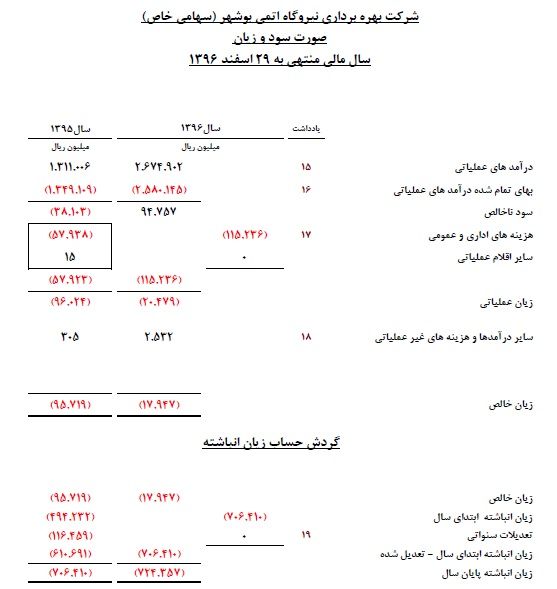 شرکت بهره برداری نیروگاه اتمی بوشهر (سهامی خاص)
صورت سود و زیان
سال مالی منتهی به ۲۹ اسفند ۱۳۹۶
یادداشت سال۱۳۹۶ سال۱۳۹۵
میلیون ریال میلیون ریال
درآمد های عملیاتی ۱۵ ۲.۶۷۴.۹۰۲ ۱.۳۱۱.۰۰۶
بهای تمام شده درآمد های عملیاتی ۱۶ (۲.۵۸۰.۱۴۵) (۱.۳۴۹.۱۰۹)
سود ناخالص ۹۴.۷۵۷ (۳۸.۱۰۳)
هزینه های اداری و عمومی ۱۷ (۱۱۵.۲۳۶) (۵۷.۹۳۸)
سایر اقلام عملیاتی ۰ ۱۵
(۱۱۵.۲۳۶) (۵۷.۹۲۳)
زیان عملیاتی (۲۰.۴۷۹) (۹۶.۰۲۴)
سایر درآمدها و هزینه های غیر عملیاتی ۱۸ ۲.۵۳۲ ۳۰۵
زیان خالص (۱۷.۹۴۷) (۹۵.۷۱۹)
گردش حساب زیان انباشته
زیان خالص (۱۷.۹۴۷) (۹۵.۷۱۹)
زیان انباشته ابتدای سال (۷۰۶.۴۱۰) (۴۹۴.۲۳۲)
تعدیلات سنواتی ۱۹ ۰ (۱۱۶.۴۵۹)
زیان انباشته ابتدای سال - تعدیل شده (۷۰۶.۴۱۰) (۶۱۰.۶۹۱)
زیان انباشته پایان سال (۷۲۴.۳۵۷) (۷۰۶.۴۱۰)